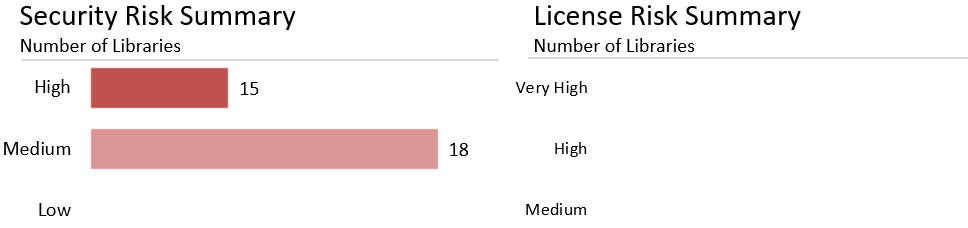 Security Risk Summary
Number of Libraries
High 15
Medium 18
Low
License Risk Summary
Number of Libraries
Very High
High
Medium